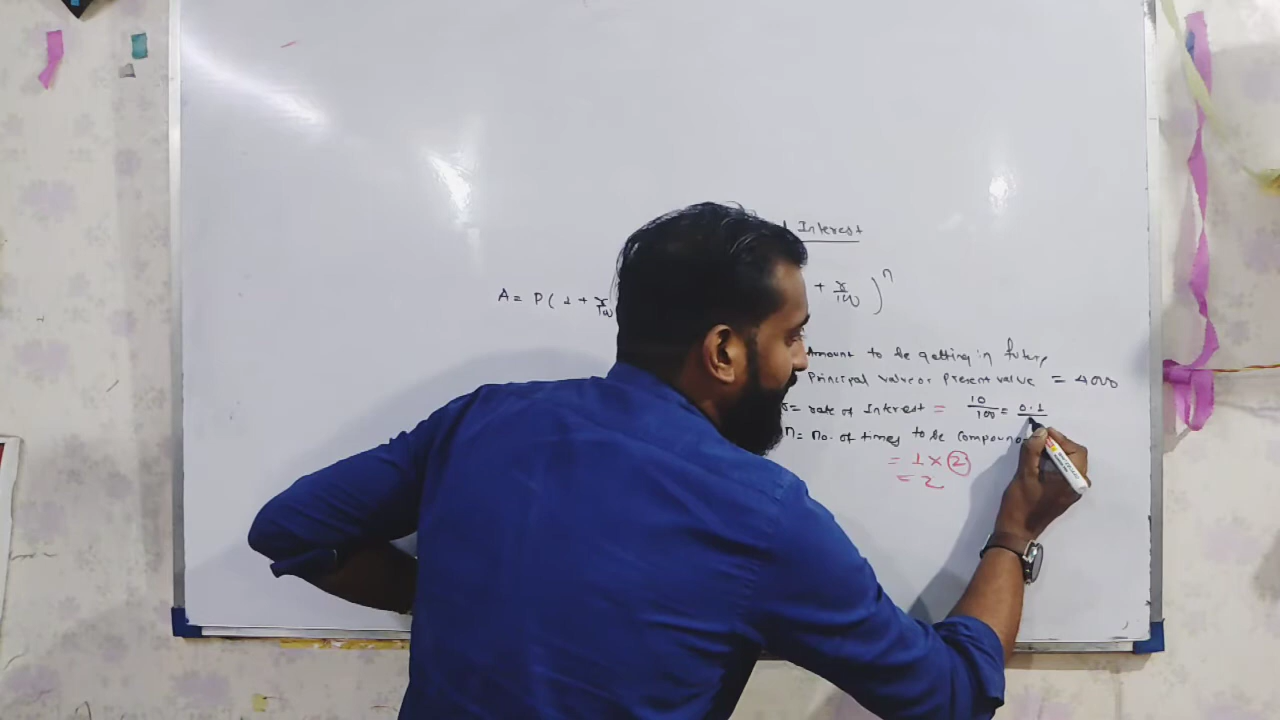 Interest
A = P ( 1 + r/100
+ r/100 )^n
Amount to be getting in future
Principal value or Present value = 4000
r = rate of Interest = 10/100 = 0.1
n = No. of times to be
= 1 × 2
= 2